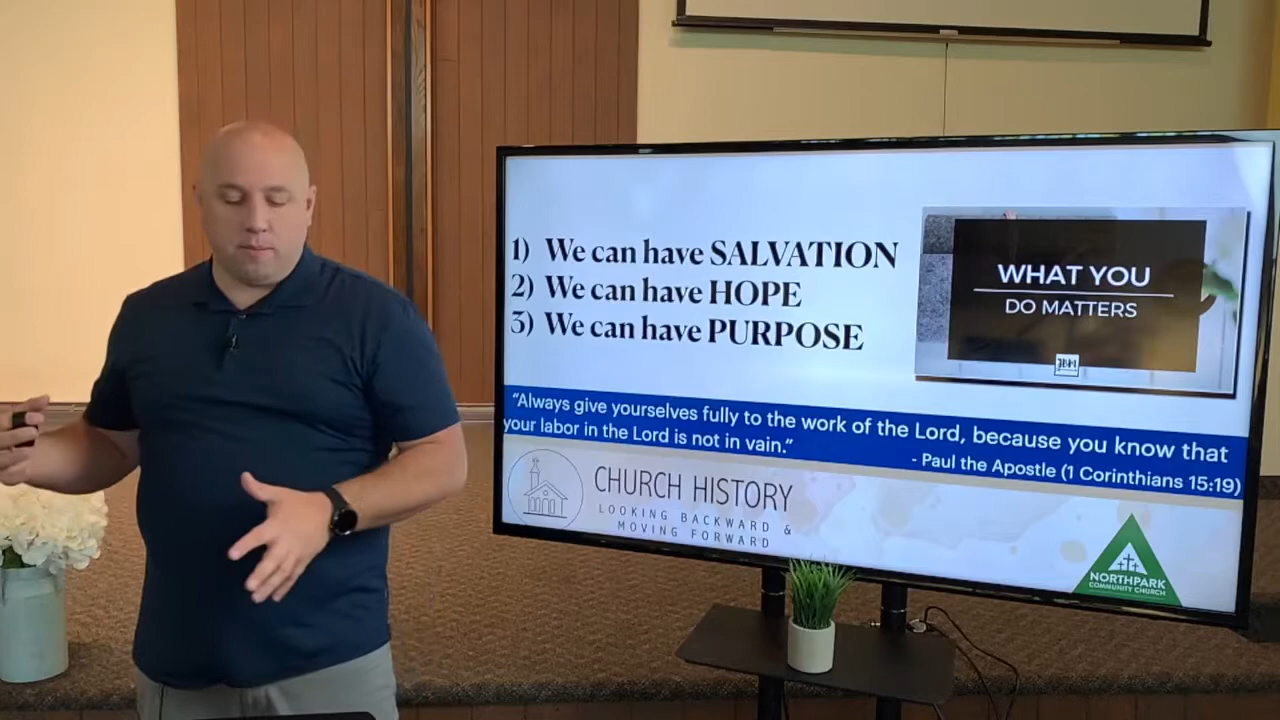 1) We can have SALVATION
2) We can have HOPE
3) We can have PURPOSE
WHAT YOU
DO MATTERS
“Always give yourselves fully to the work of the Lord, because you know that
your labor in the Lord is not in vain.”
- Paul the Apostle (1 Corinthians 15:19)
CHURCH HISTORY
LOOKING BACKWARD &
MOVING FORWARD
NORTHPARK
COMMUNITY CHURCH